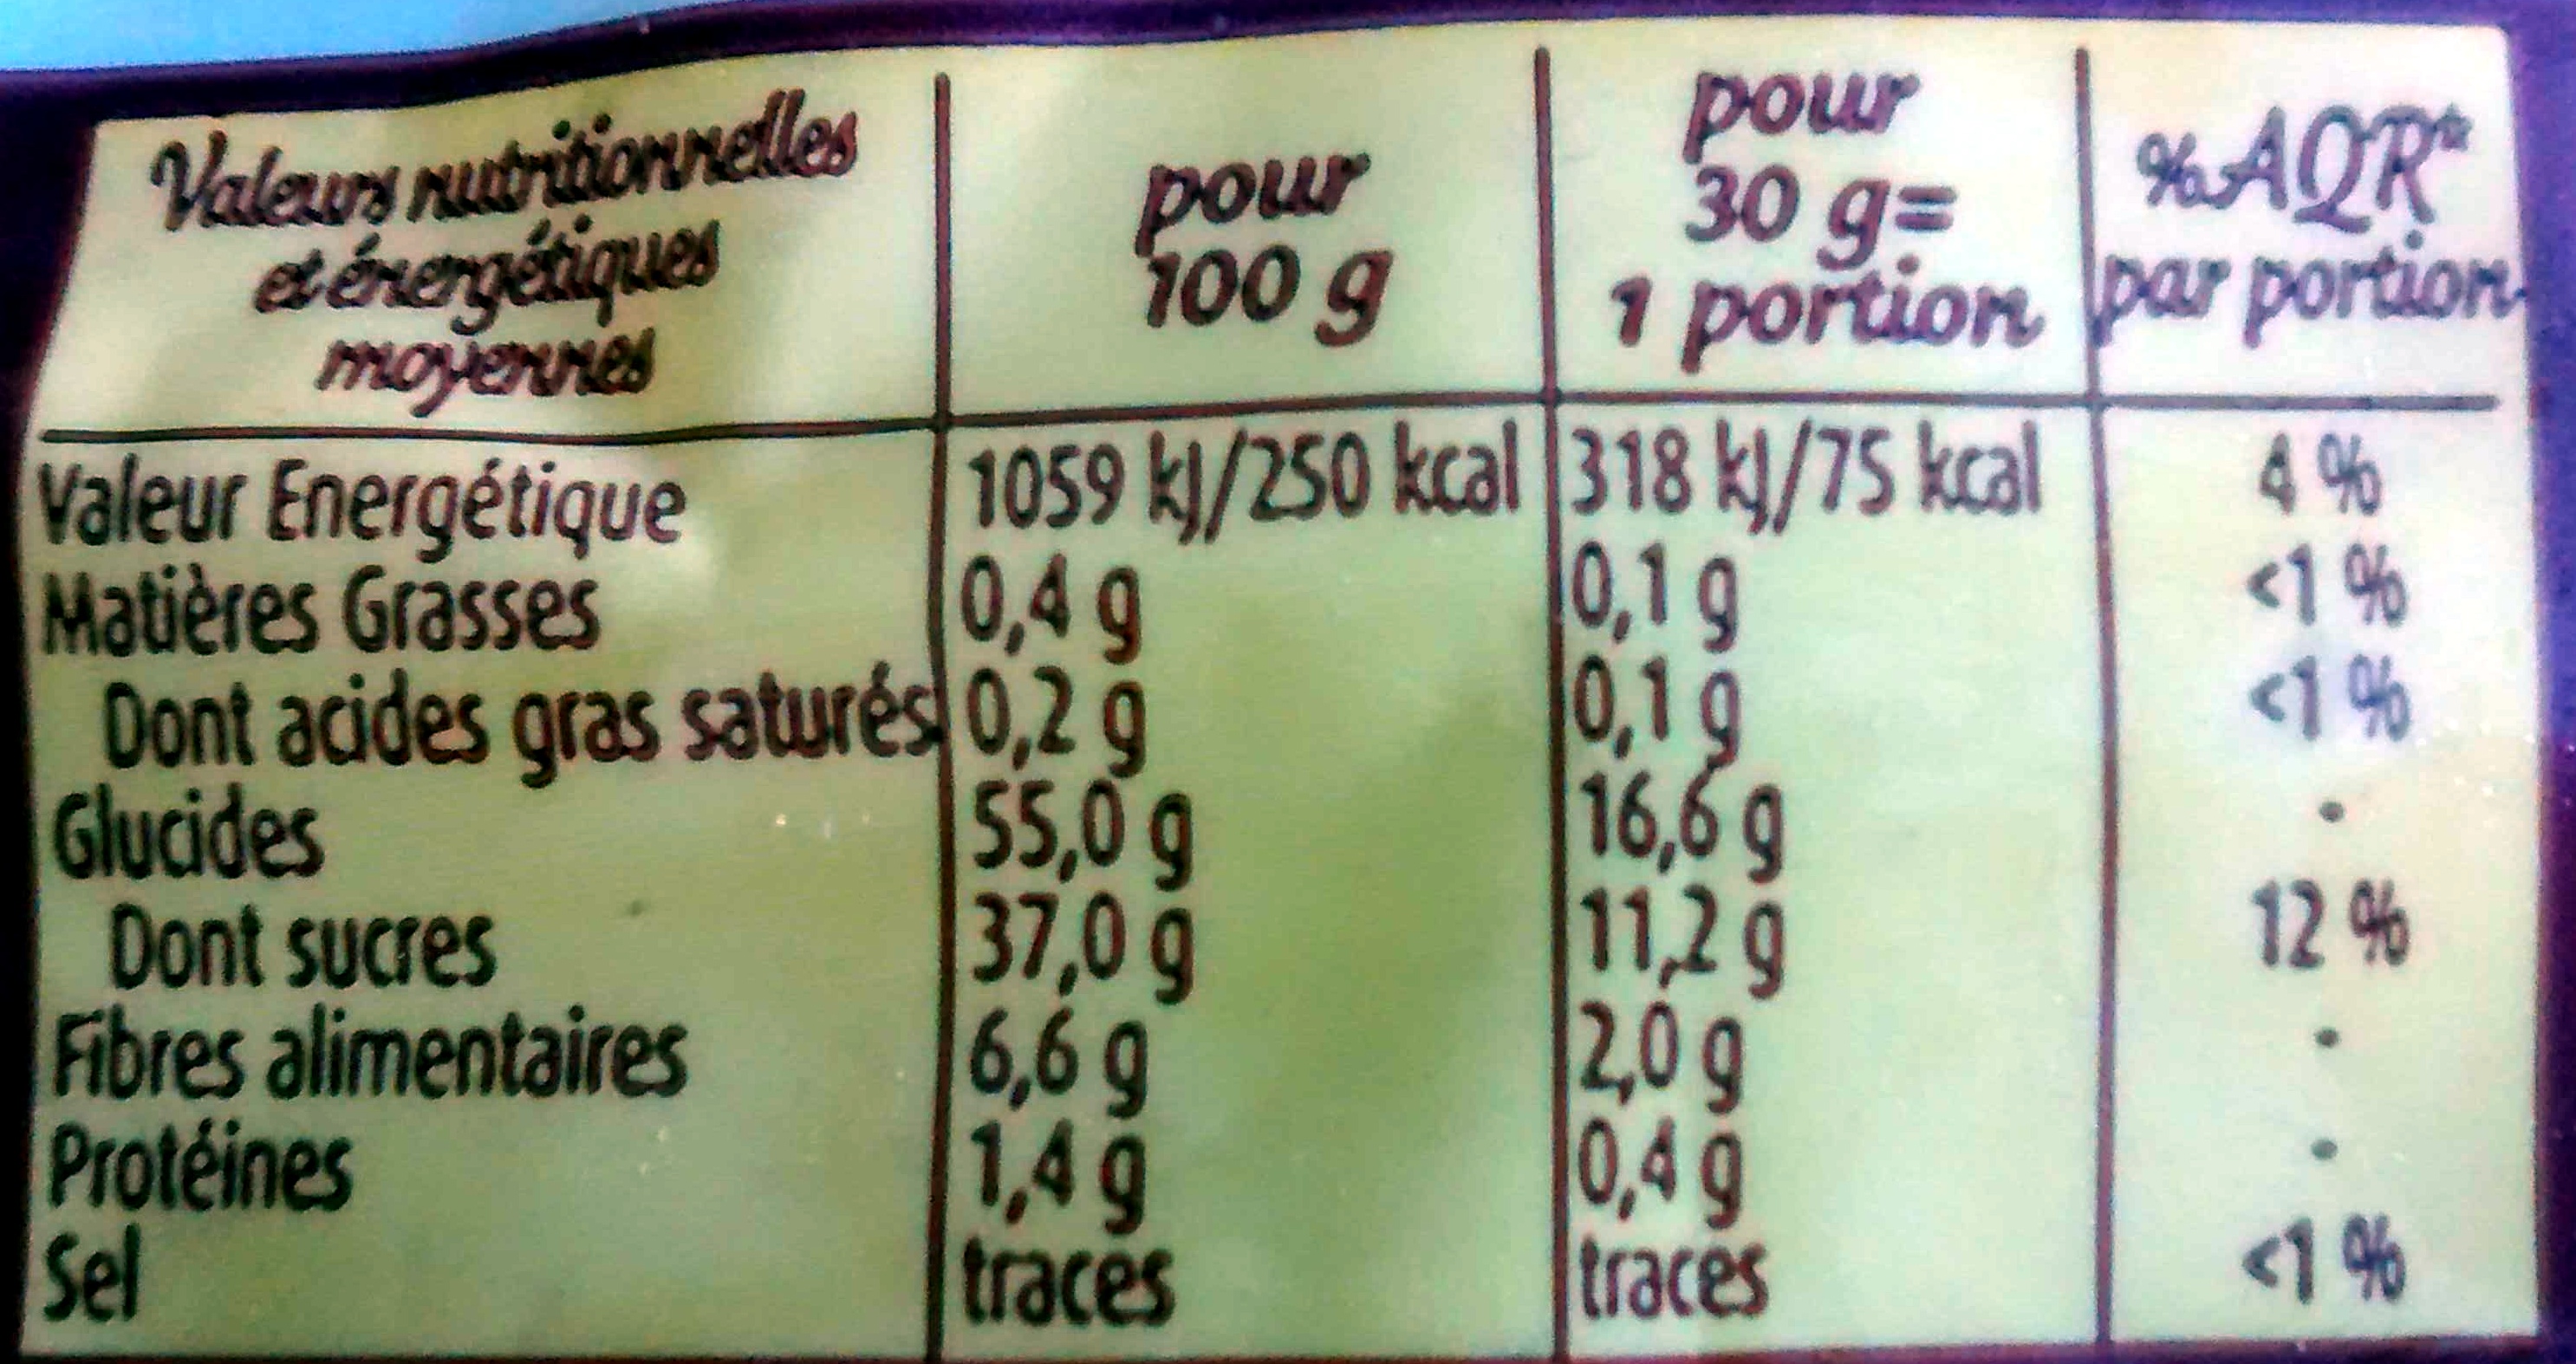 Valeurs nutritionnelles
et énergétiques
moyennes
pour
100 g
pour
30 g=
1 portion
%AQR*
par portion
Valeur Energétique 1059 kJ/250 kcal 318 kJ/75 kcal 4 %
Matières Grasses 0,4 g 0,1 g <1 %
Dont acides gras saturés 0,2 g 0,1 g <1 %
Glucides 55,0 g 16,6 g -
Dont sucres 37,0 g 11,2 g 12 %
Fibres alimentaires 6,6 g 2,0 g -
Protéines 1,4 g 0,4 g -
Sel traces traces <1 %